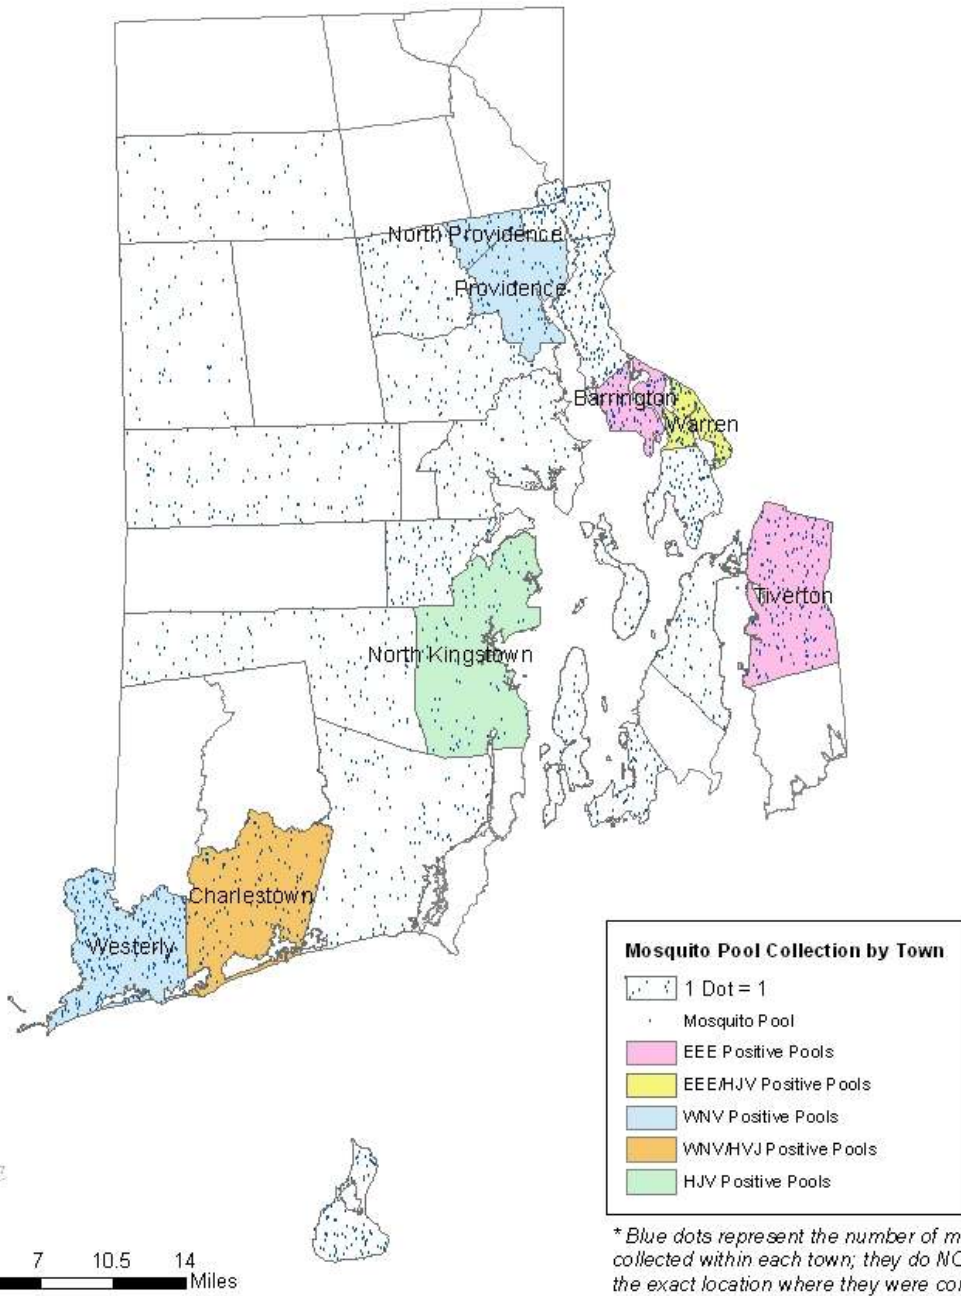 North Providence
Providence
Barrington
Warren
Tiverton
North Kingstown
Charlestown
Westerly
Mosquito Pool Collection by Town
1 Dot = 1
Mosquito Pool
EEE Positive Pools
EEE/HJV Positive Pools
WNV Positive Pools
WNV/HVJ Positive Pools
HJV Positive Pools
* Blue dots represent the number of m
collected within each town; they do NO
the exact location where they were
7 10.5 14
Miles